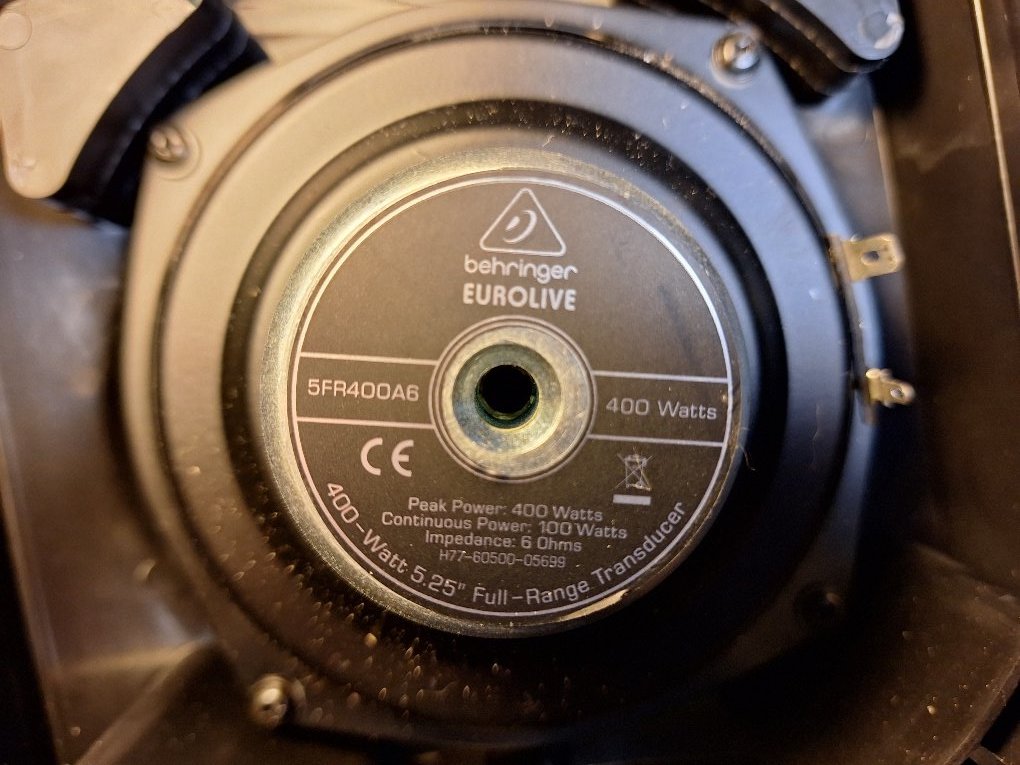 behringer
EUROLIVE
5FR400A6
400 Watts
CE
Peak Power: 400 Watts
Continuous Power: 100 Watts
Impedance: 6 Ohms
H77-60500-05699
400-Watt 5.25" Full-Range Transducer